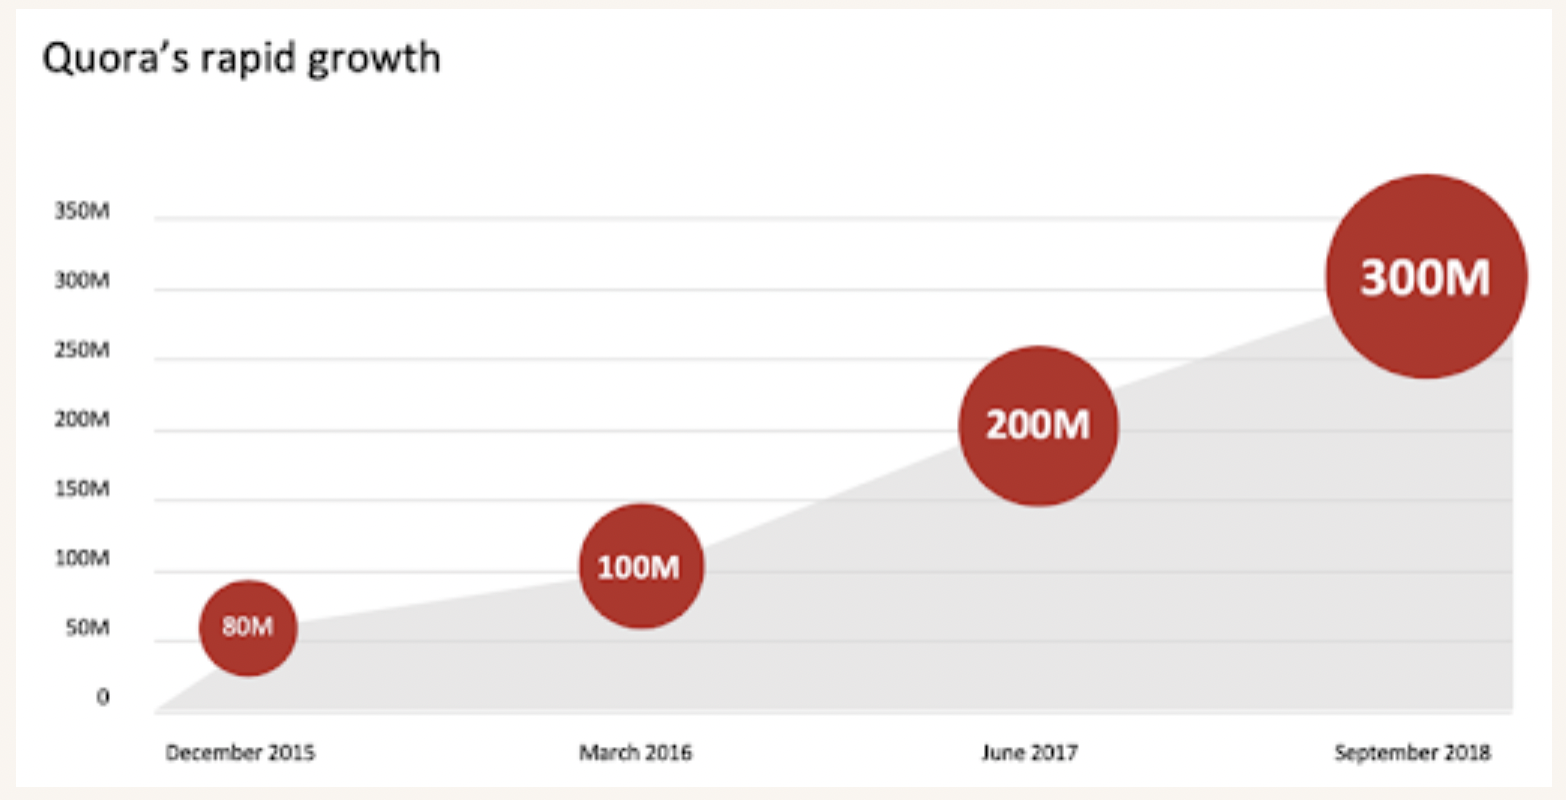 Quora’s rapid growth
350M
300M
250M
200M
150M
100M
50M
0
80M
100M
200M
300M
December 2015
March 2016
June 2017
September 2018